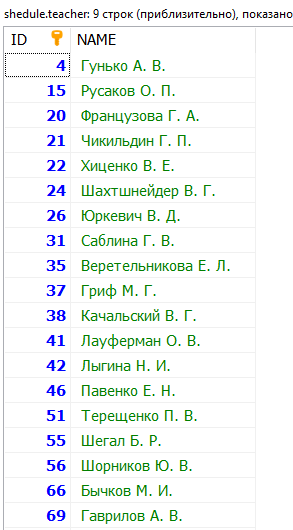 shedule.teacher: 9 строк (приблизительно), показано
ID NAME
4 Гунько А. В.
15 Русаков О. П.
20 Французова Г. А.
21 Чикильдин Г. П.
22 Хиценко В. Е.
24 Шахтшнейдер В. Г.
26 Юркевич В. Д.
31 Саблина Г. В.
35 Веретельникова Е. Л.
37 Гриф М. Г.
38 Качальский В. Г.
41 Лауферман О. В.
42 Лыгина Н. И.
46 Павенко Е. Н.
51 Терещенко П. В.
55 Шегал Б. Р.
56 Шорников Ю. В.
66 Бычков М. И.
69 Гаврилов А. В.